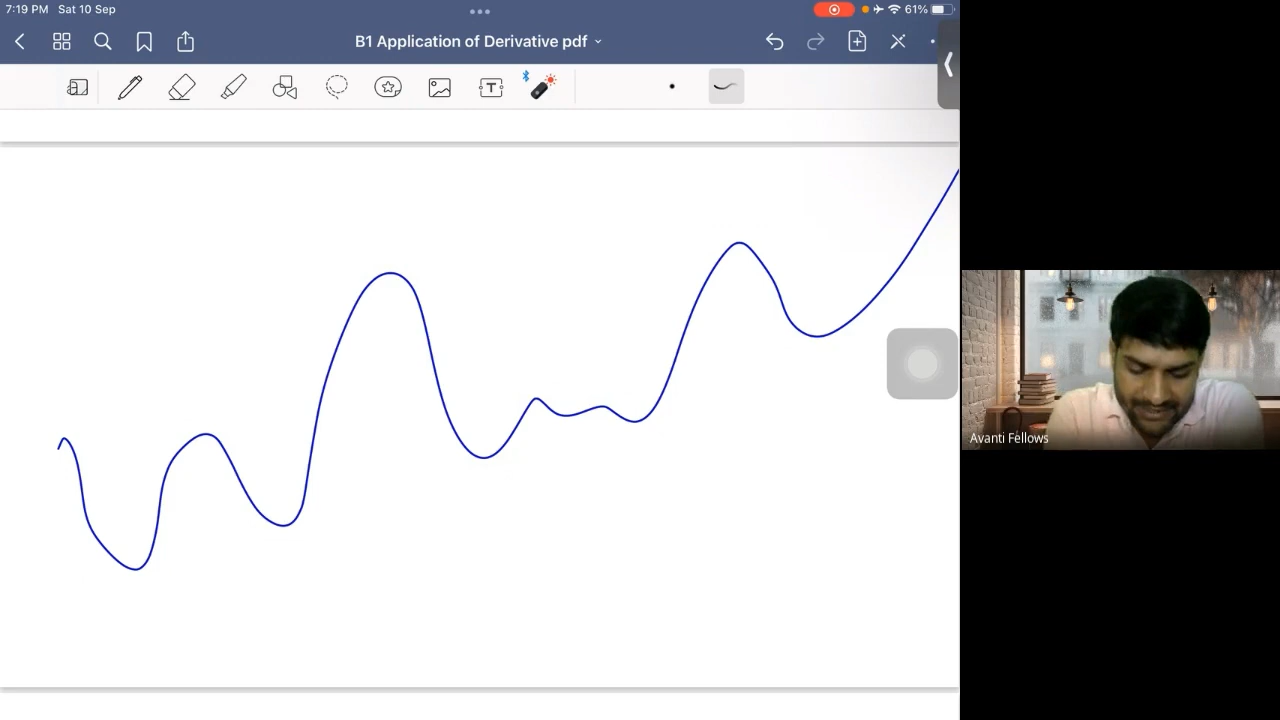 7:19 PM Sat 10 Sep
61%
B1 Application of Derivative pdf
T
Avanti Fellows